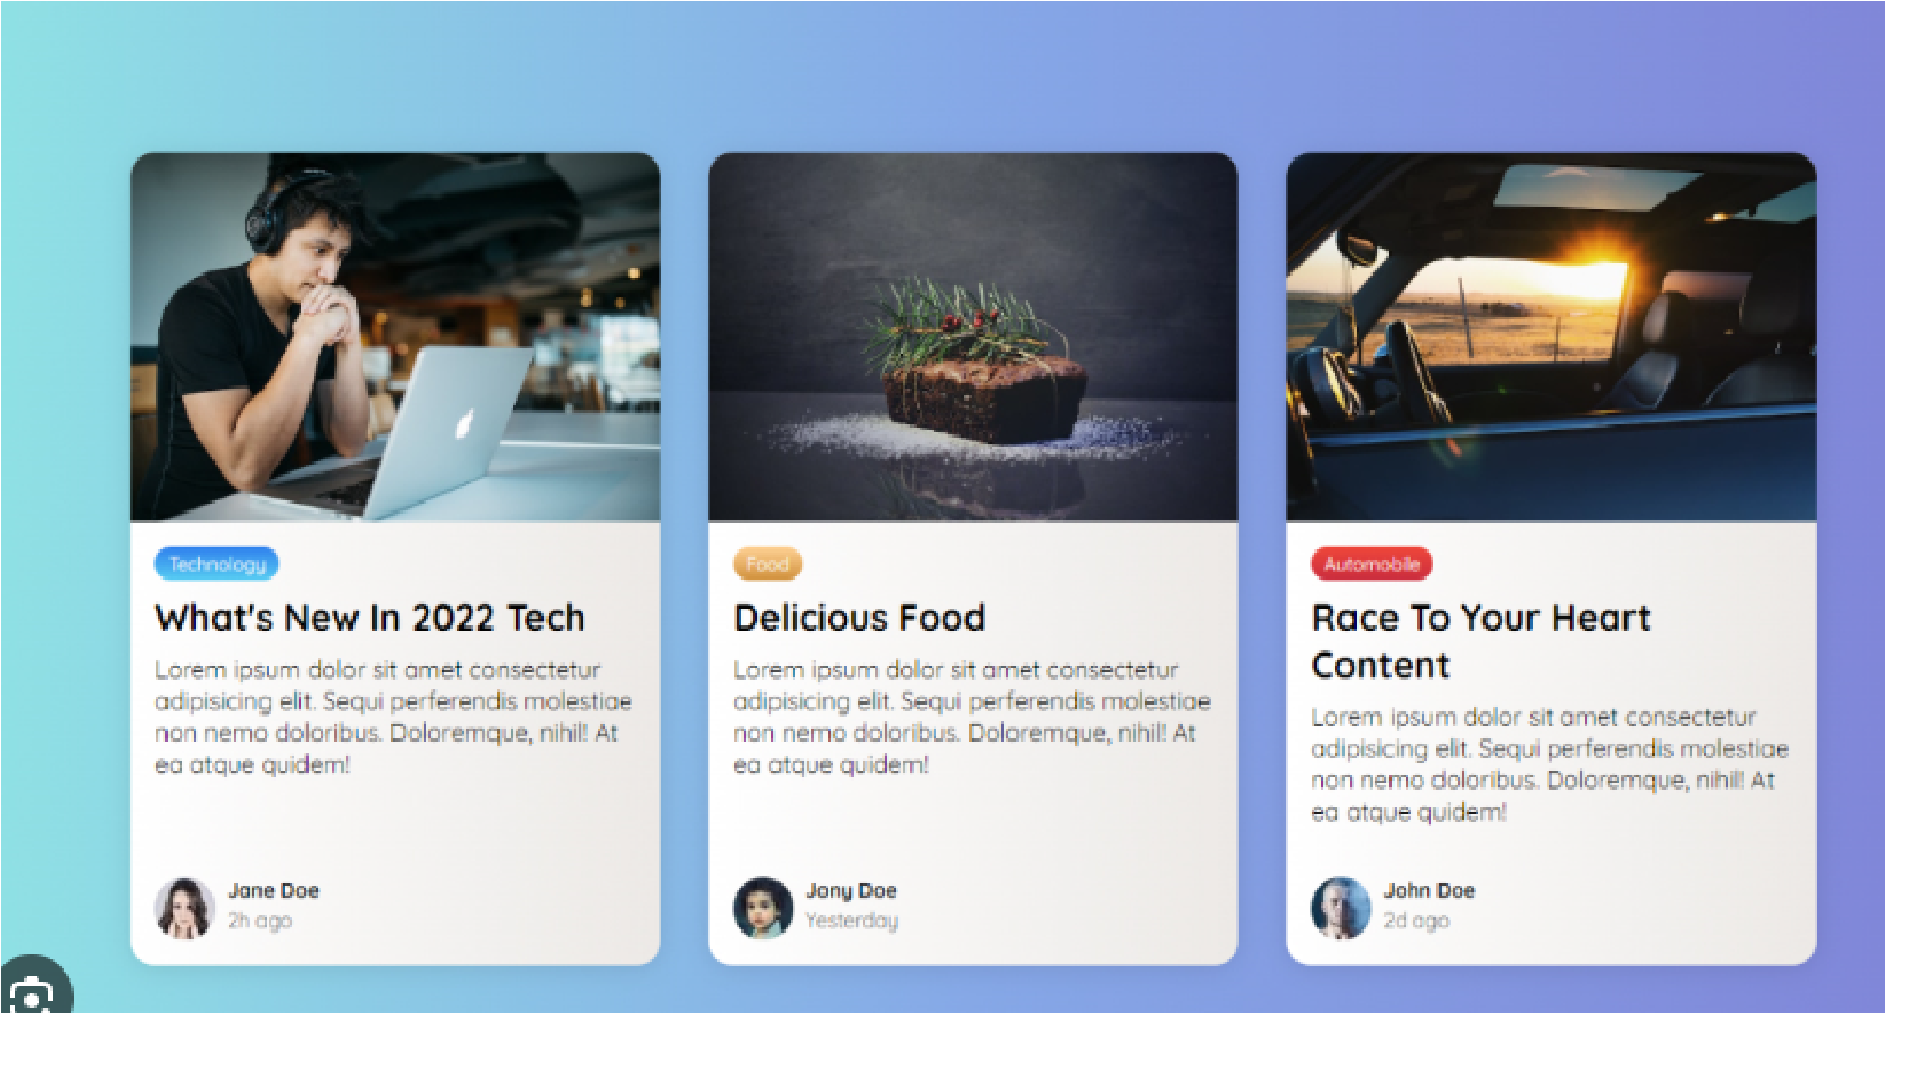 Technology
What's New In 2022 Tech
Lorem ipsum dolor sit amet consectetur
adipisicing elit. Sequi perferendis molestiae
non nemo doloribus. Doloremque, nihil! At
ea atque quidem!
Jane Doe
2h ago
Food
Delicious Food
Lorem ipsum dolor sit amet consectetur
adipisicing elit. Sequi perferendis molestiae
non nemo doloribus. Doloremque, nihil! At
ea atque quidem!
Jony Doe
Yesterday
Automobile
Race To Your Heart
Content
Lorem ipsum dolor sit amet consectetur
adipisicing elit. Sequi perferendis molestiae
non nemo doloribus. Doloremque, nihil! At
ea atque quidem!
John Doe
2d ago